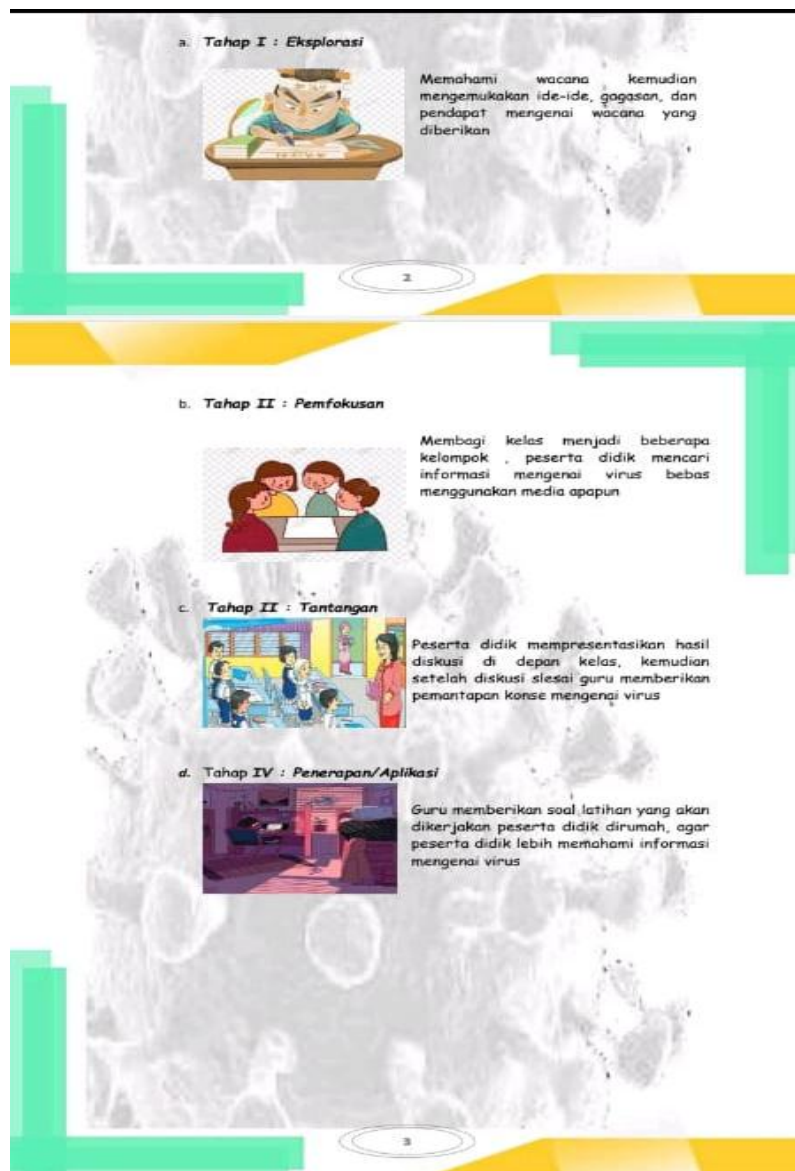 a. Tahap I : Eksplorasi
Memahami wacana kemudian
mengemukakan ide-ide, gagasan, dan
pendapat mengenai wacana yang
diberikan
2
b. Tahap II : Pemfokusan
Membagi kelas menjadi beberapa
kelompok , peserta didik mencari
informasi mengenai virus bebas
menggunakan media apapun
c. Tahap II : Tantangan
Peserta didik mempresentasikan hasil
diskusi di depan kelas, kemudian
setelah diskusi slesai guru memberikan
pemantapan konse mengenai virus
d. Tahap IV : Penerapan/Aplikasi
Guru memberikan soal latihan yang akan
dikerjakan peserta didik dirumah, agar
peserta didik lebih memahami informasi
mengenai virus
3